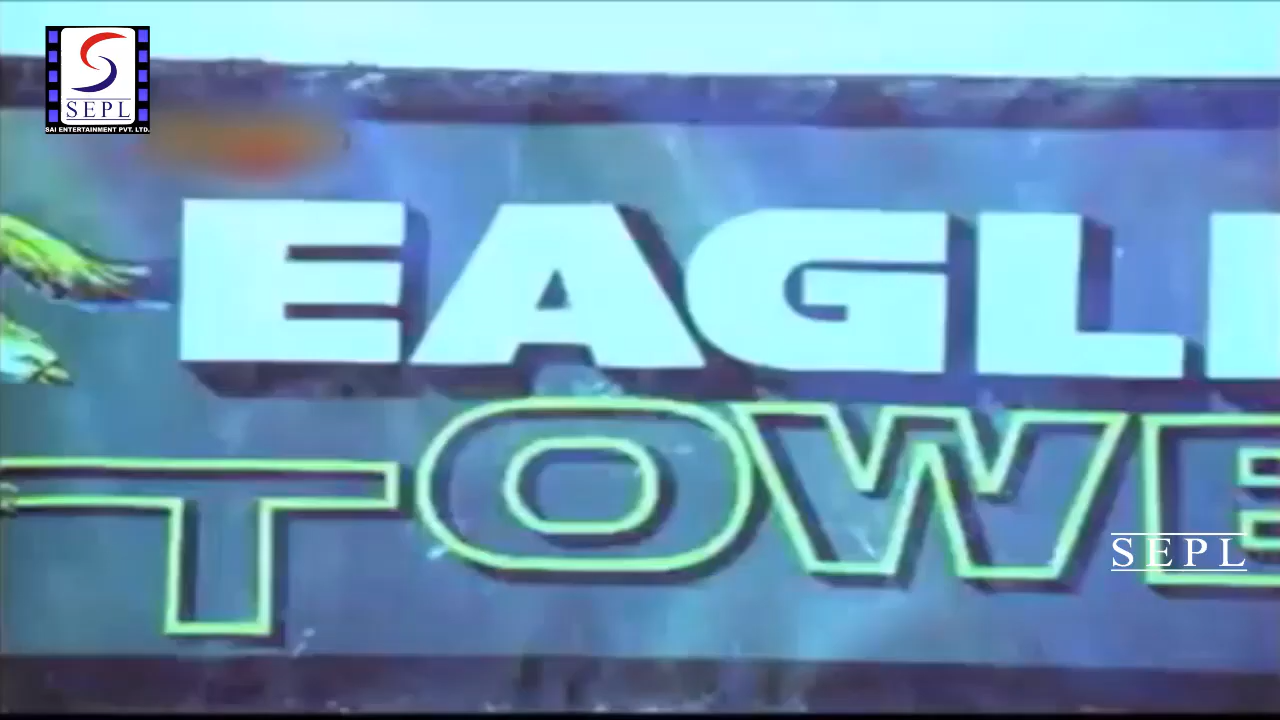 SEPL
SAI ENTERTAINMENT PVT. LTD.
EAGL
TOWE
SEPL